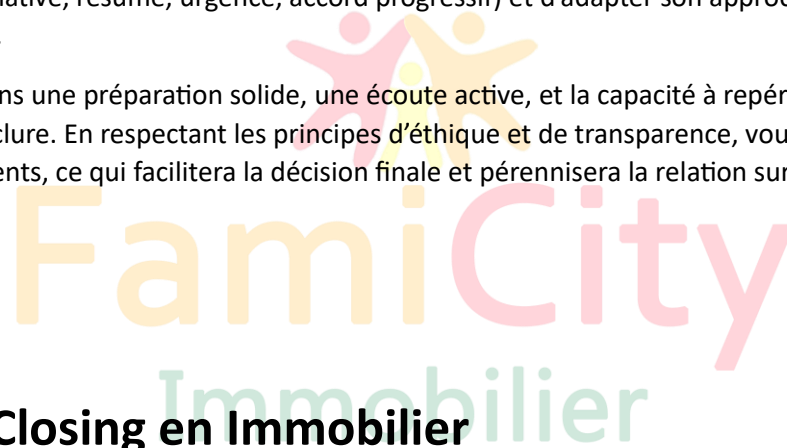 ative, résumé, urgence, accord progressif) et d'adapter son approc
ns une préparation solide, une écoute active, et la capacité à repér
clure. En respectant les principes d'éthique et de transparence, vou
ents, ce qui facilitera la décision finale et pérennisera la relation sur
FamiCity
Immobilier
Closing en Immobilier